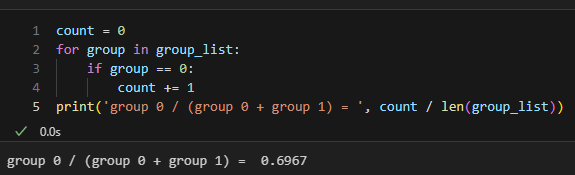 1 count = 0
2 for group in group_list:
3 if group == 0:
4 count += 1
5 print('group 0 / (group 0 + group 1) = ', count / len(group_list))
✓ 0.0s
group 0 / (group 0 + group 1) =  0.6967